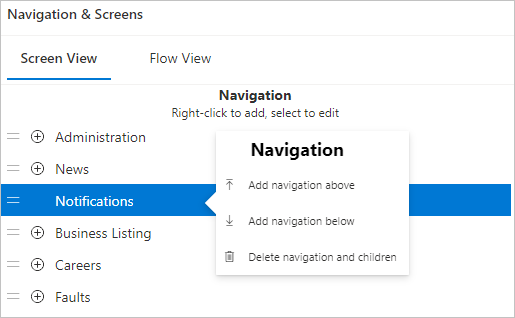 Navigation & Screens
Screen View
Flow View
Navigation
Right-click to add, select to edit
Administration
News
Notifications
Business Listing
Careers
Faults
Navigation
Add navigation above
Add navigation below
Delete navigation and children